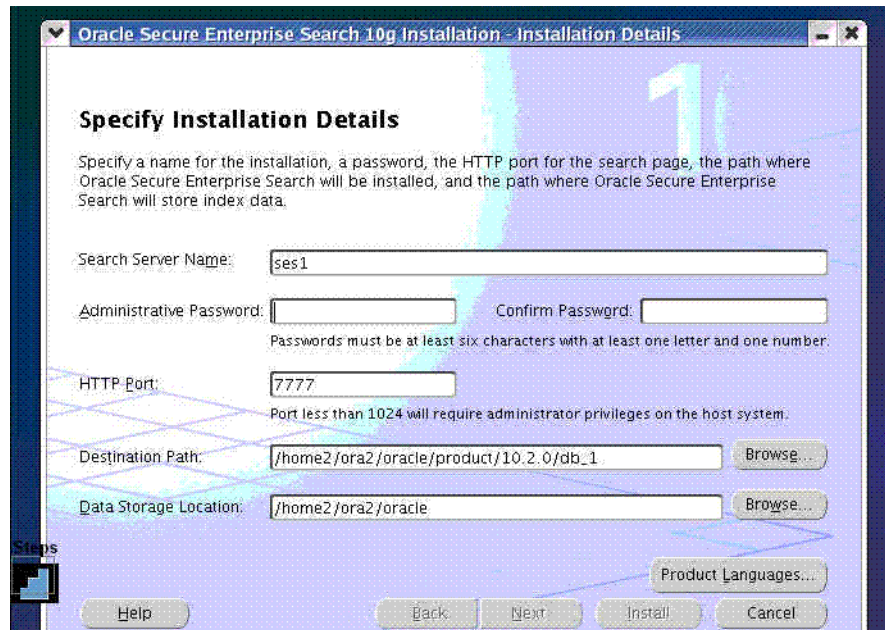 Oracle Secure Enterprise Search 10g Installation - Installation Details
Specify Installation Details
Specify a name for the installation, a password, the HTTP port for the search page, the path where
Oracle Secure Enterprise Search will be installed, and the path where Oracle Secure Enterprise
Search will store index data.
Search Server Name: ses1
Administrative Password: Confirm Password:
Passwords must be at least six characters with at least one letter and one number.
HTTP Port: 7777
Port less than 1024 will require administrator privileges on the host system.
Destination Path: /home2/ora2/oracle/product/10.2.0/db_1 Browse...
Data Storage Location: /home2/ora2/oracle Browse...
Steps
Product Languages...
Help Back Next Install Cancel